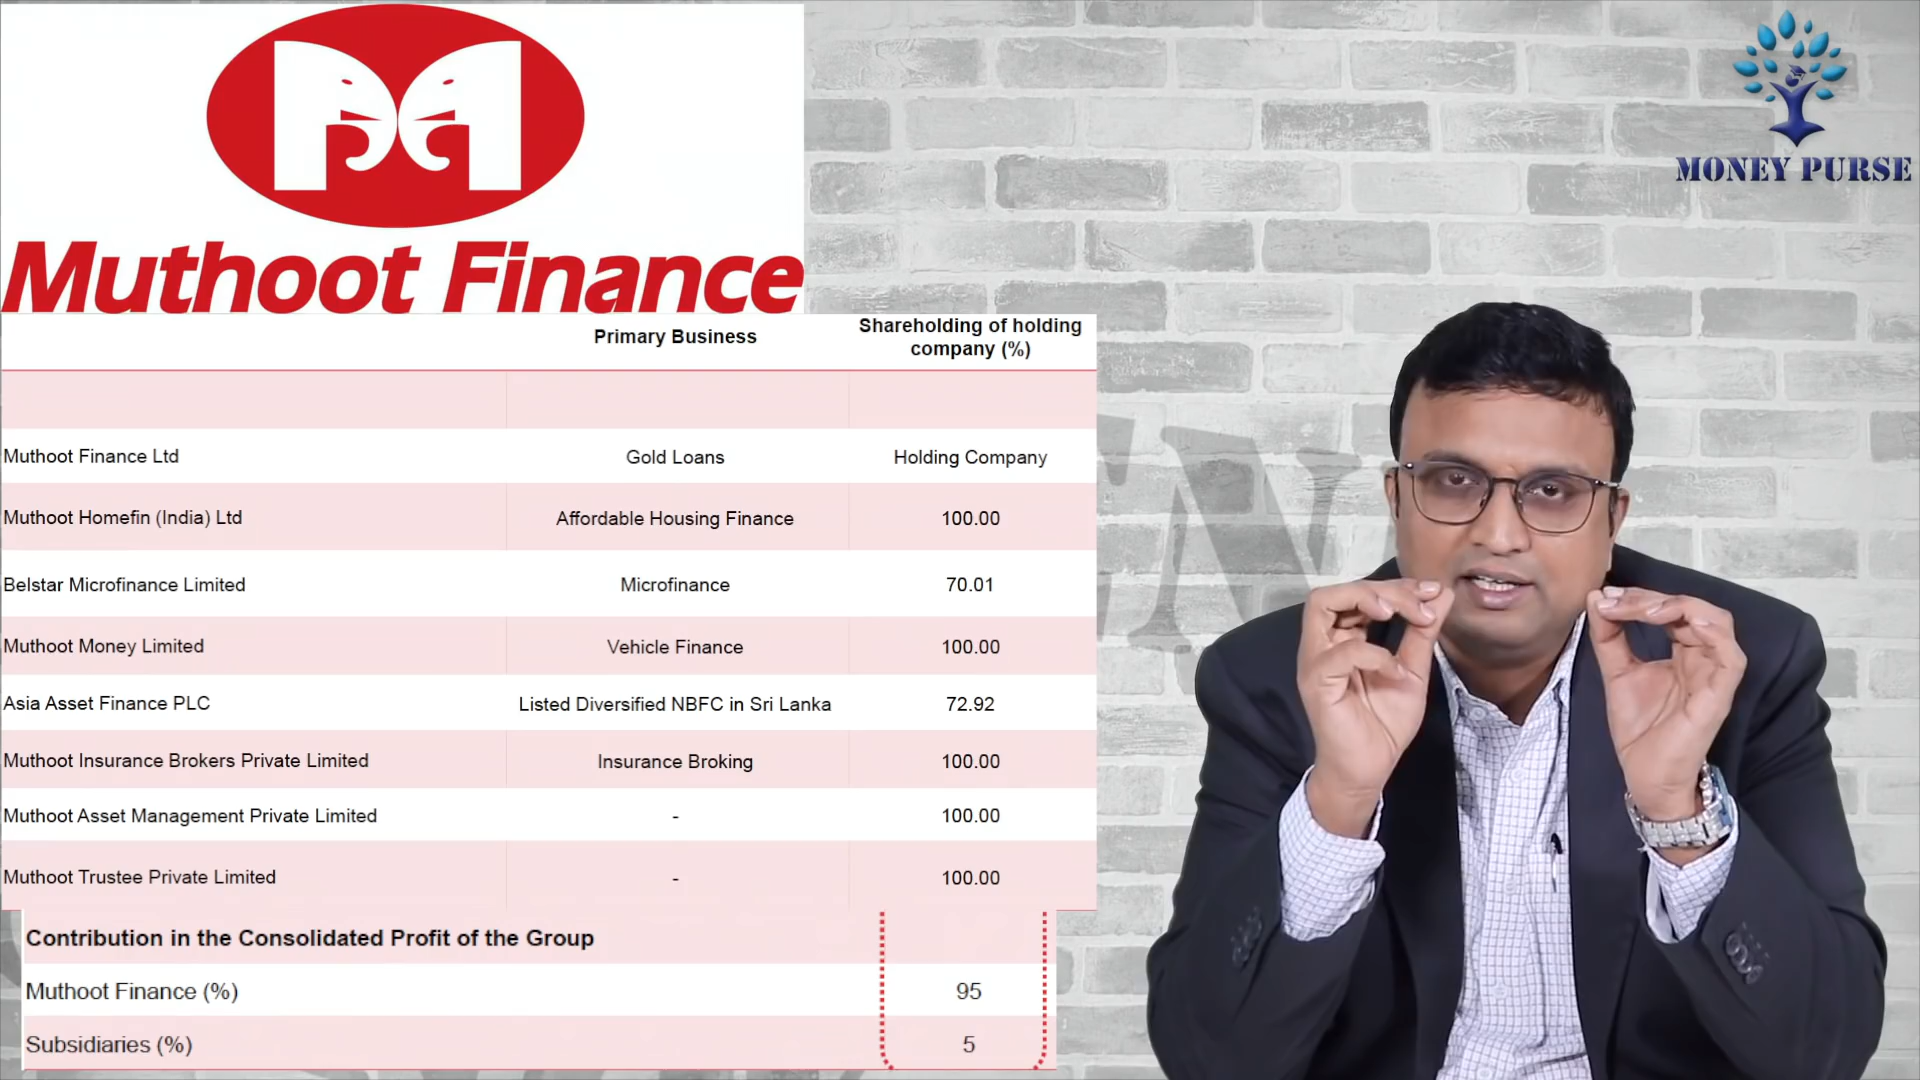 MONEY PURSE
Muthoot Finance
Primary Business
Shareholding of holding
company (%)
Muthoot Finance Ltd
Gold Loans
Holding Company
Muthoot Homefin (India) Ltd
Affordable Housing Finance
100.00
Belstar Microfinance Limited
Microfinance
70.01
Muthoot Money Limited
Vehicle Finance
100.00
Asia Asset Finance PLC
Listed Diversified NBFC in Sri Lanka
72.92
Muthoot Insurance Brokers Private Limited
Insurance Broking
100.00
Muthoot Asset Management Private Limited
-
100.00
Muthoot Trustee Private Limited
-
100.00
Contribution in the Consolidated Profit of the Group
Muthoot Finance (%)
95
Subsidiaries (%)
5